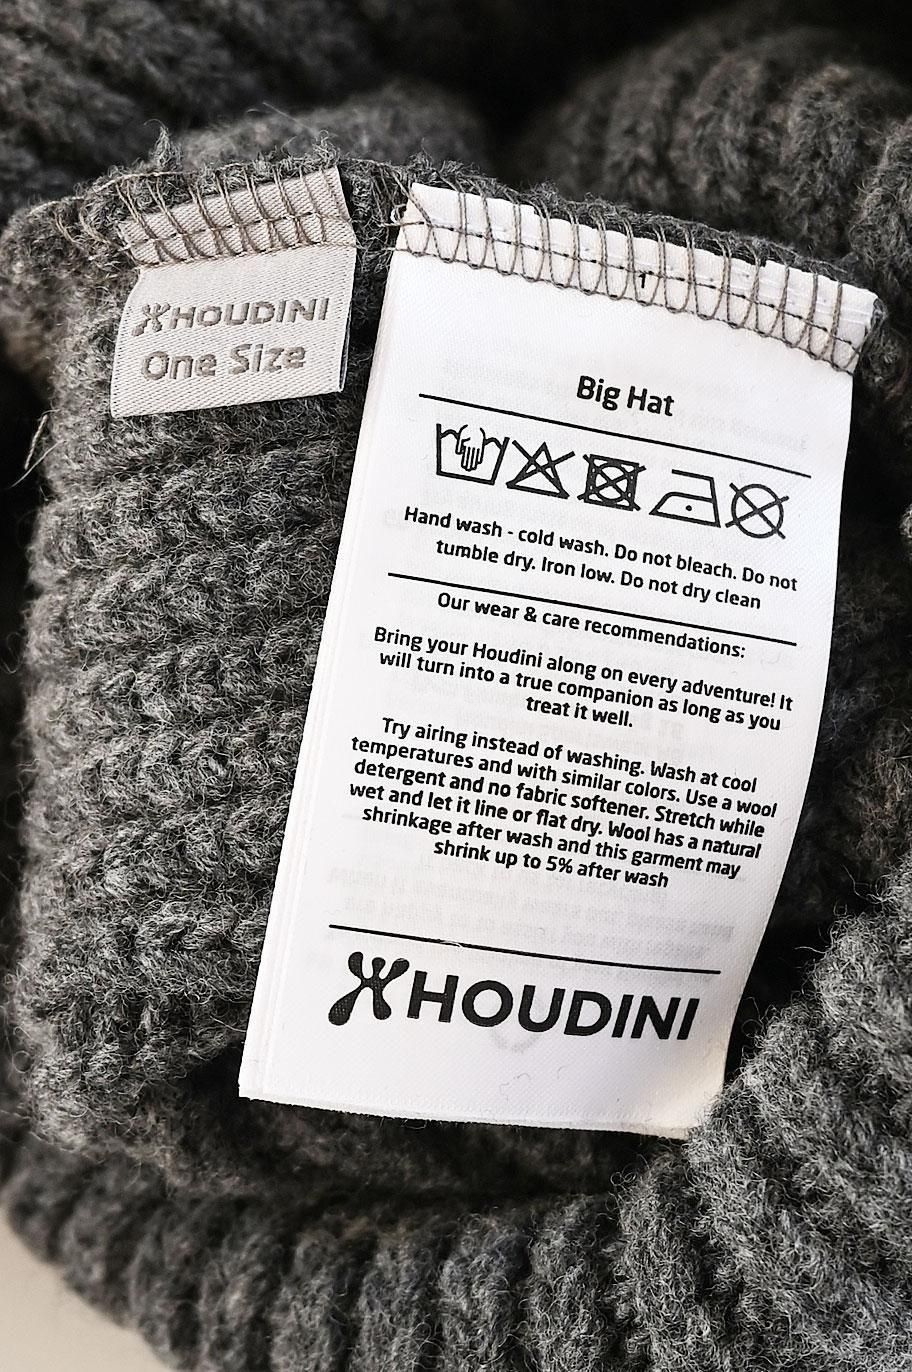 HOUDINI
One Size
Big Hat
Hand wash - cold wash. Do not bleach. Do not
tumble dry. Iron low. Do not dry clean
Our wear & care recommendations:
Bring your Houdini along on every adventure! It
will turn into a true companion as long as you
treat it well.
Try airing instead of washing. Wash at cool
temperatures and with similar colors. Use a wool
detergent and no fabric softener. Stretch while
wet and let it line or flat dry. Wool has a natural
shrinkage after wash and this garment may
shrink up to 5% after wash
HOUDINI